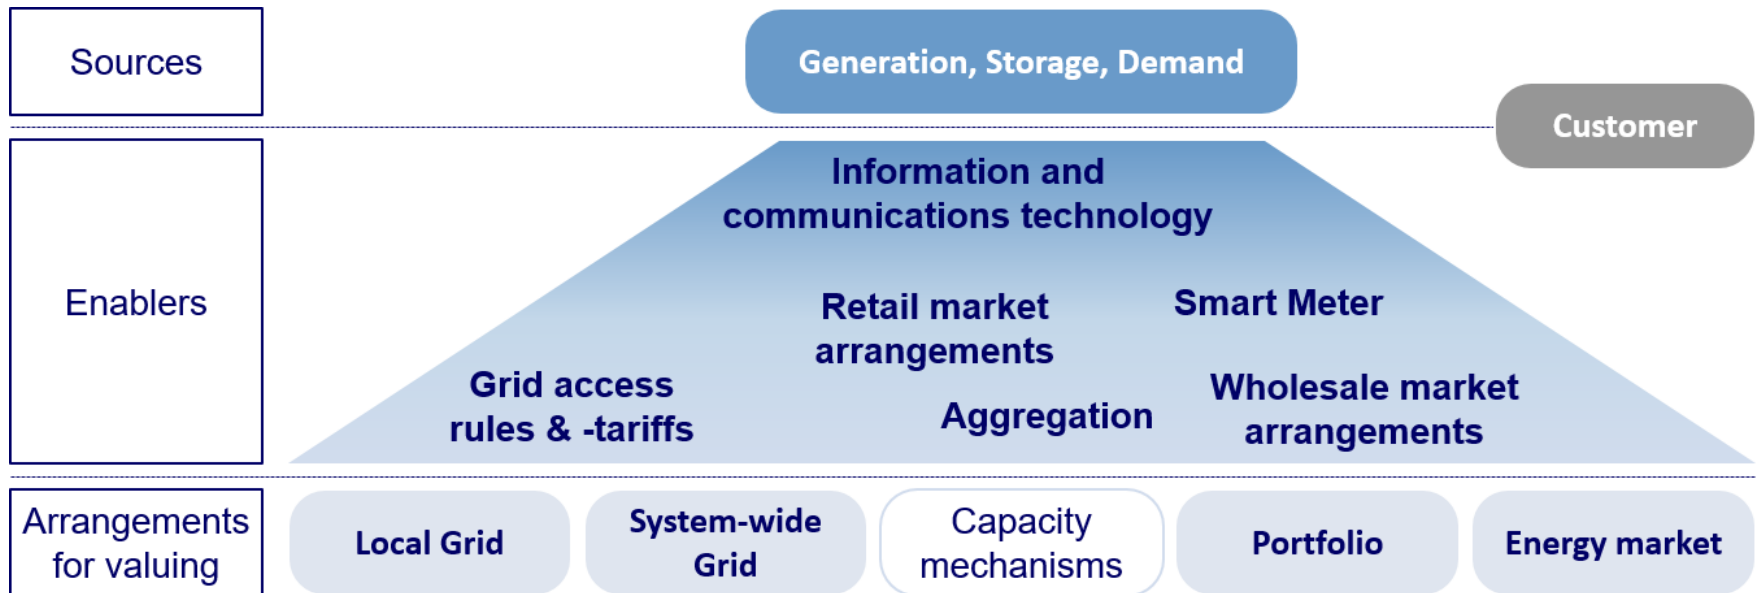 Sources
Generation, Storage, Demand
Customer
Enablers
Information and
communications technology
Retail market
arrangements
Smart Meter
Grid access
rules & -tariffs
Aggregation
Wholesale market
arrangements
Arrangements
for valuing
Local Grid
System-wide
Grid
Capacity
mechanisms
Portfolio
Energy market